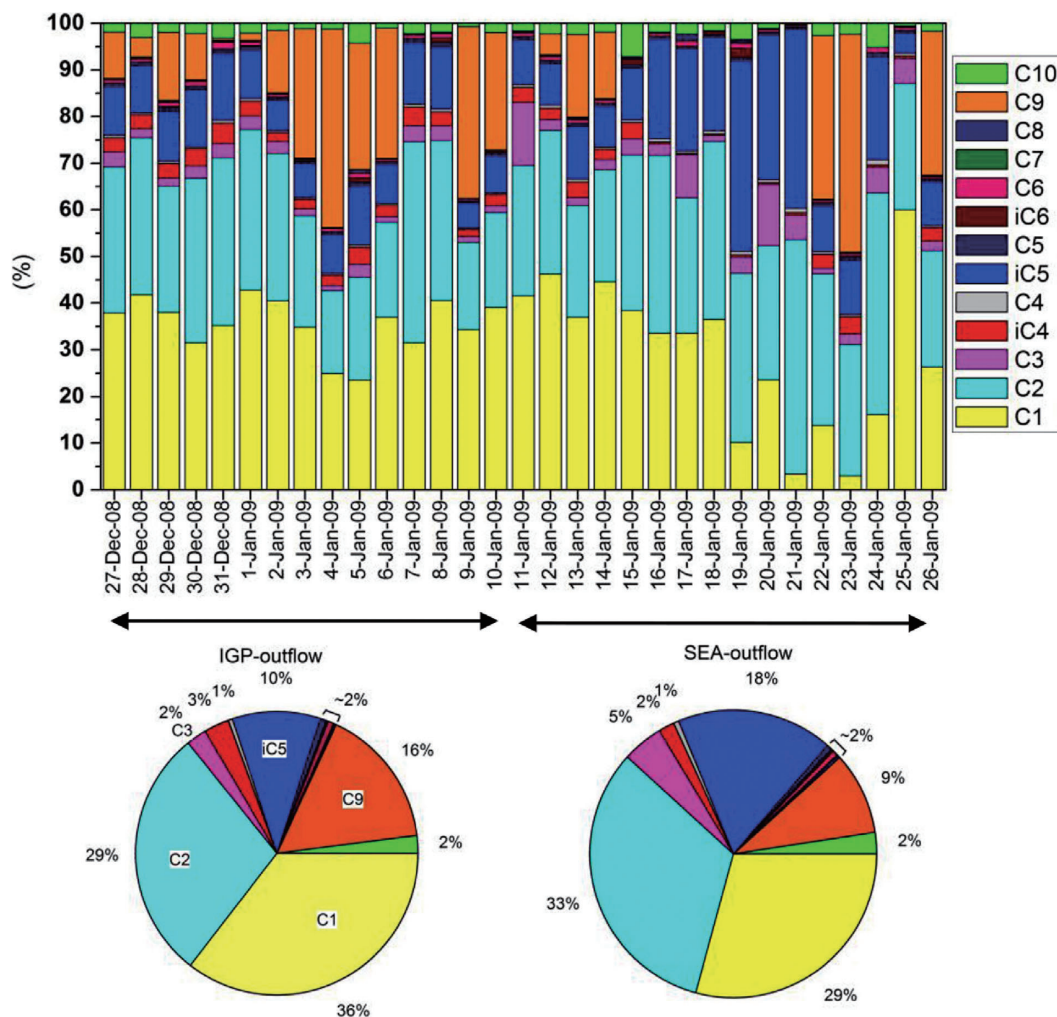 (%)
100
90
80
70
60
50
40
30
20
10
0
27-Dec-08
28-Dec-08
29-Dec-08
30-Dec-08
31-Dec-08
1-Jan-09
2-Jan-09
3-Jan-09
4-Jan-09
5-Jan-09
6-Jan-09
7-Jan-09
8-Jan-09
9-Jan-09
10-Jan-09
11-Jan-09
12-Jan-09
13-Jan-09
14-Jan-09
15-Jan-09
16-Jan-09
17-Jan-09
18-Jan-09
19-Jan-09
20-Jan-09
21-Jan-09
22-Jan-09
23-Jan-09
24-Jan-09
25-Jan-09
26-Jan-09
C10
C9
C8
C7
C6
iC6
C5
iC5
C4
iC4
C3
C2
C1
IGP-outflow
10%
1%
3%
2%
C3
~2%
iC5
16%
C9
2%
29%
C2
C1
36%
SEA-outflow
18%
1%
2%
5%
~2%
9%
2%
33%
29%